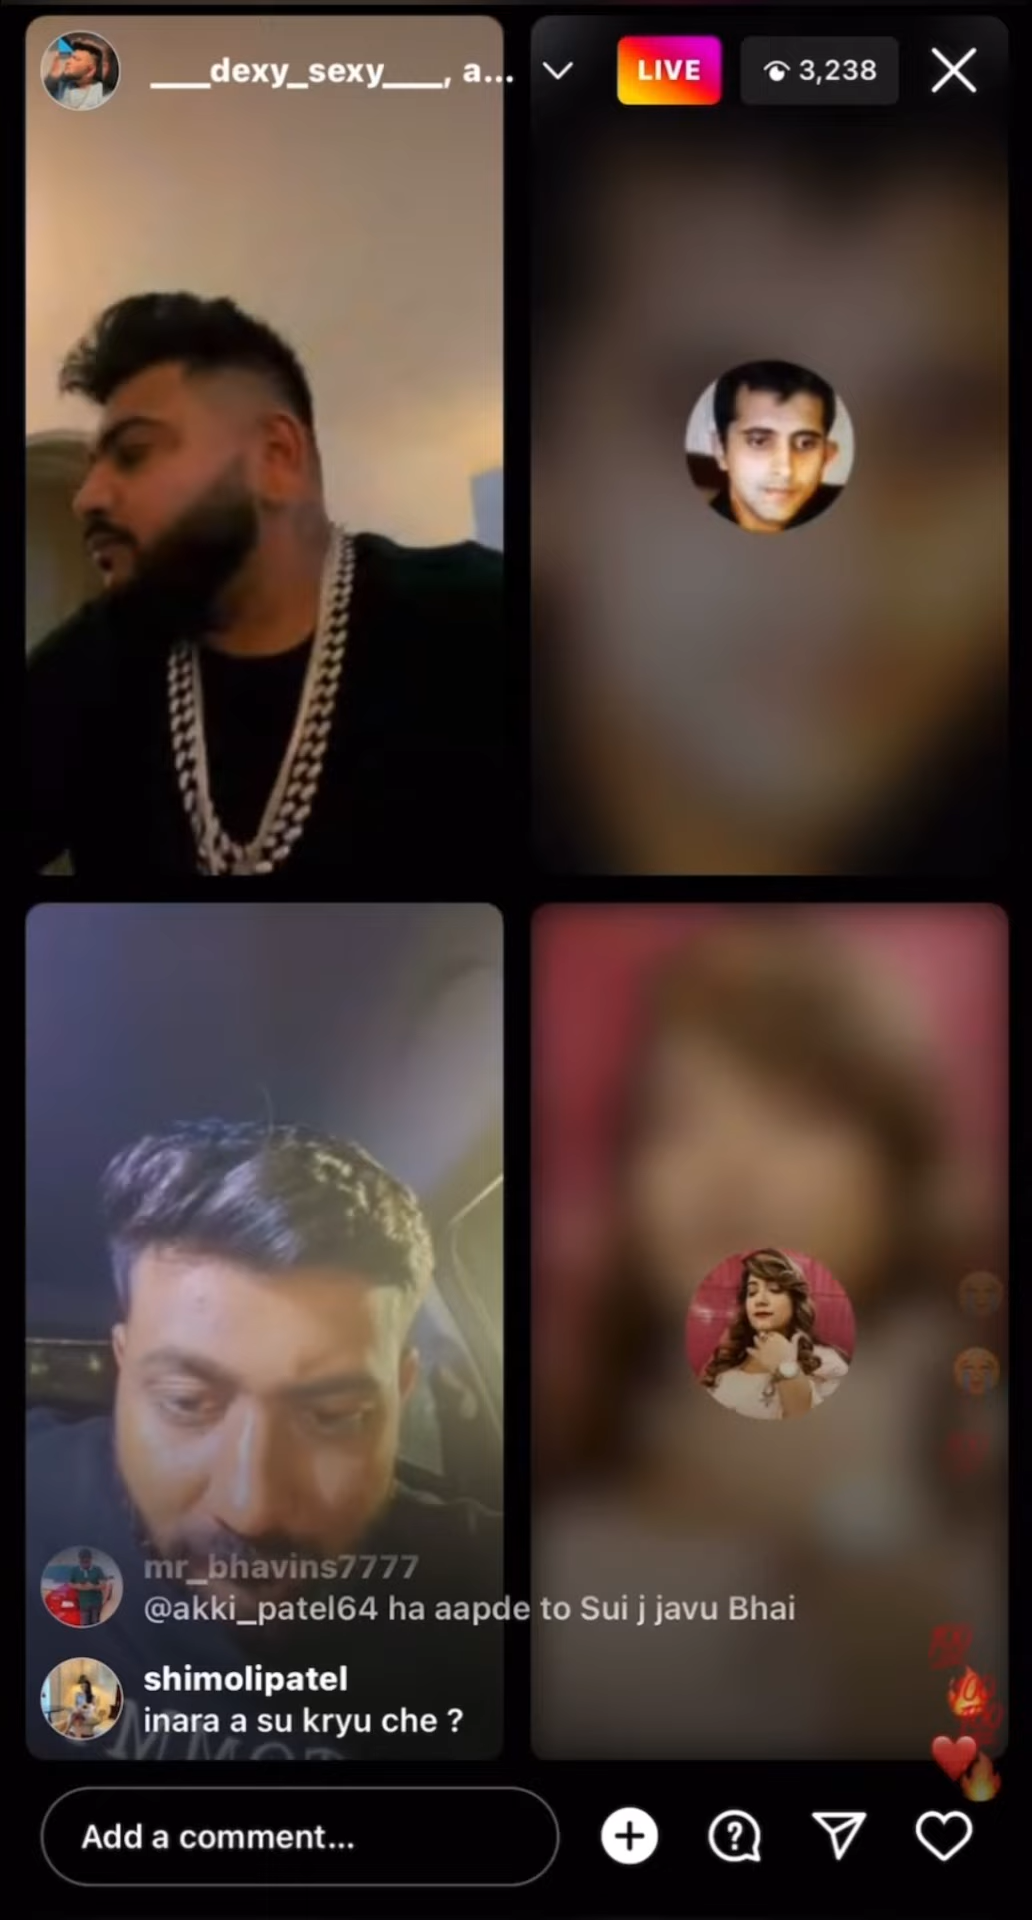 ___dexy_sexy___, a...
LIVE
3,238
mr_bhavins7777
@akki_patel64 ha aapde to Sui j javu Bhai
shimolipatel
inara a su kryu che ?
Add a comment...